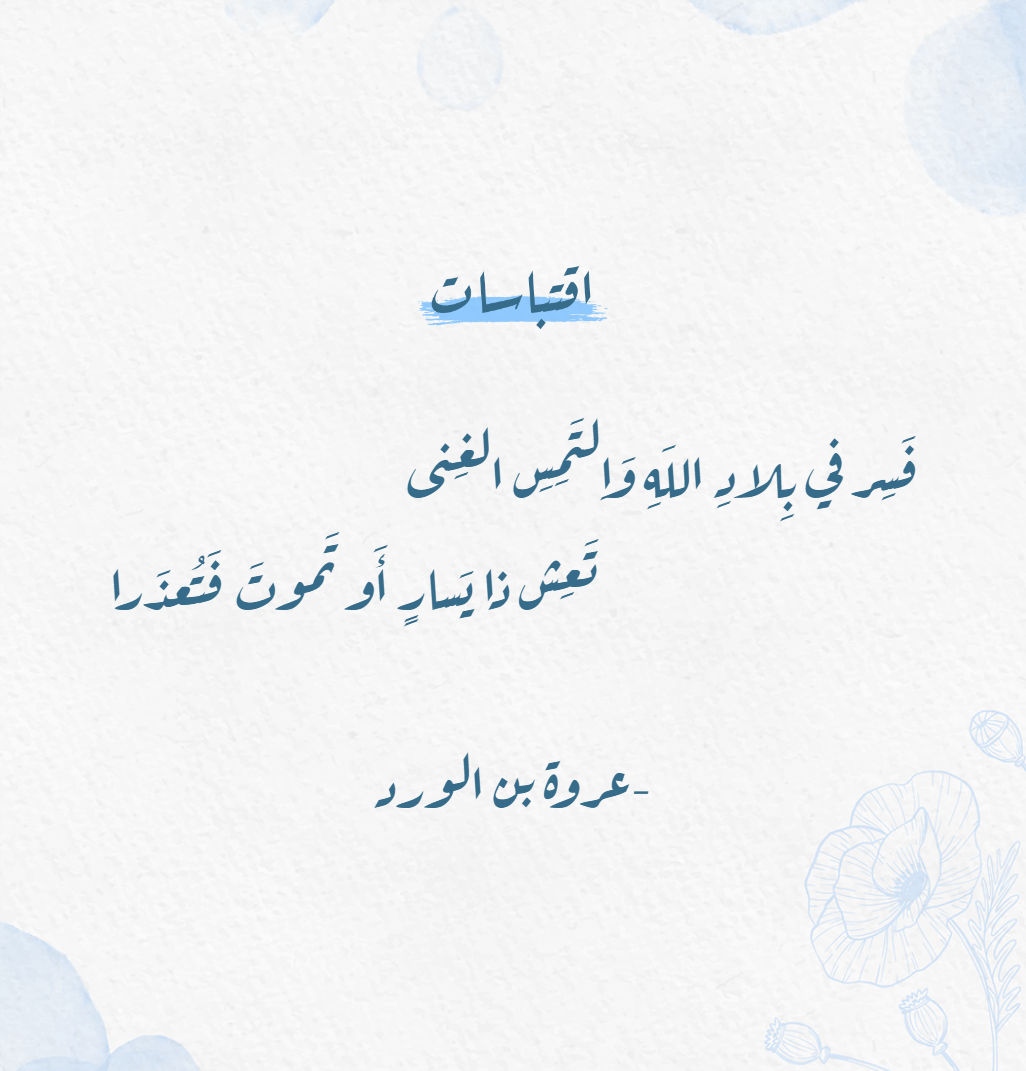 اقتباسات
فَسِر في بِلادِ اللَهِ وَالتَمِسِ الغِنى
تَعِش ذا يَسارٍ أَو تَموتَ فَتُعذَرا
-عروة بن الورد